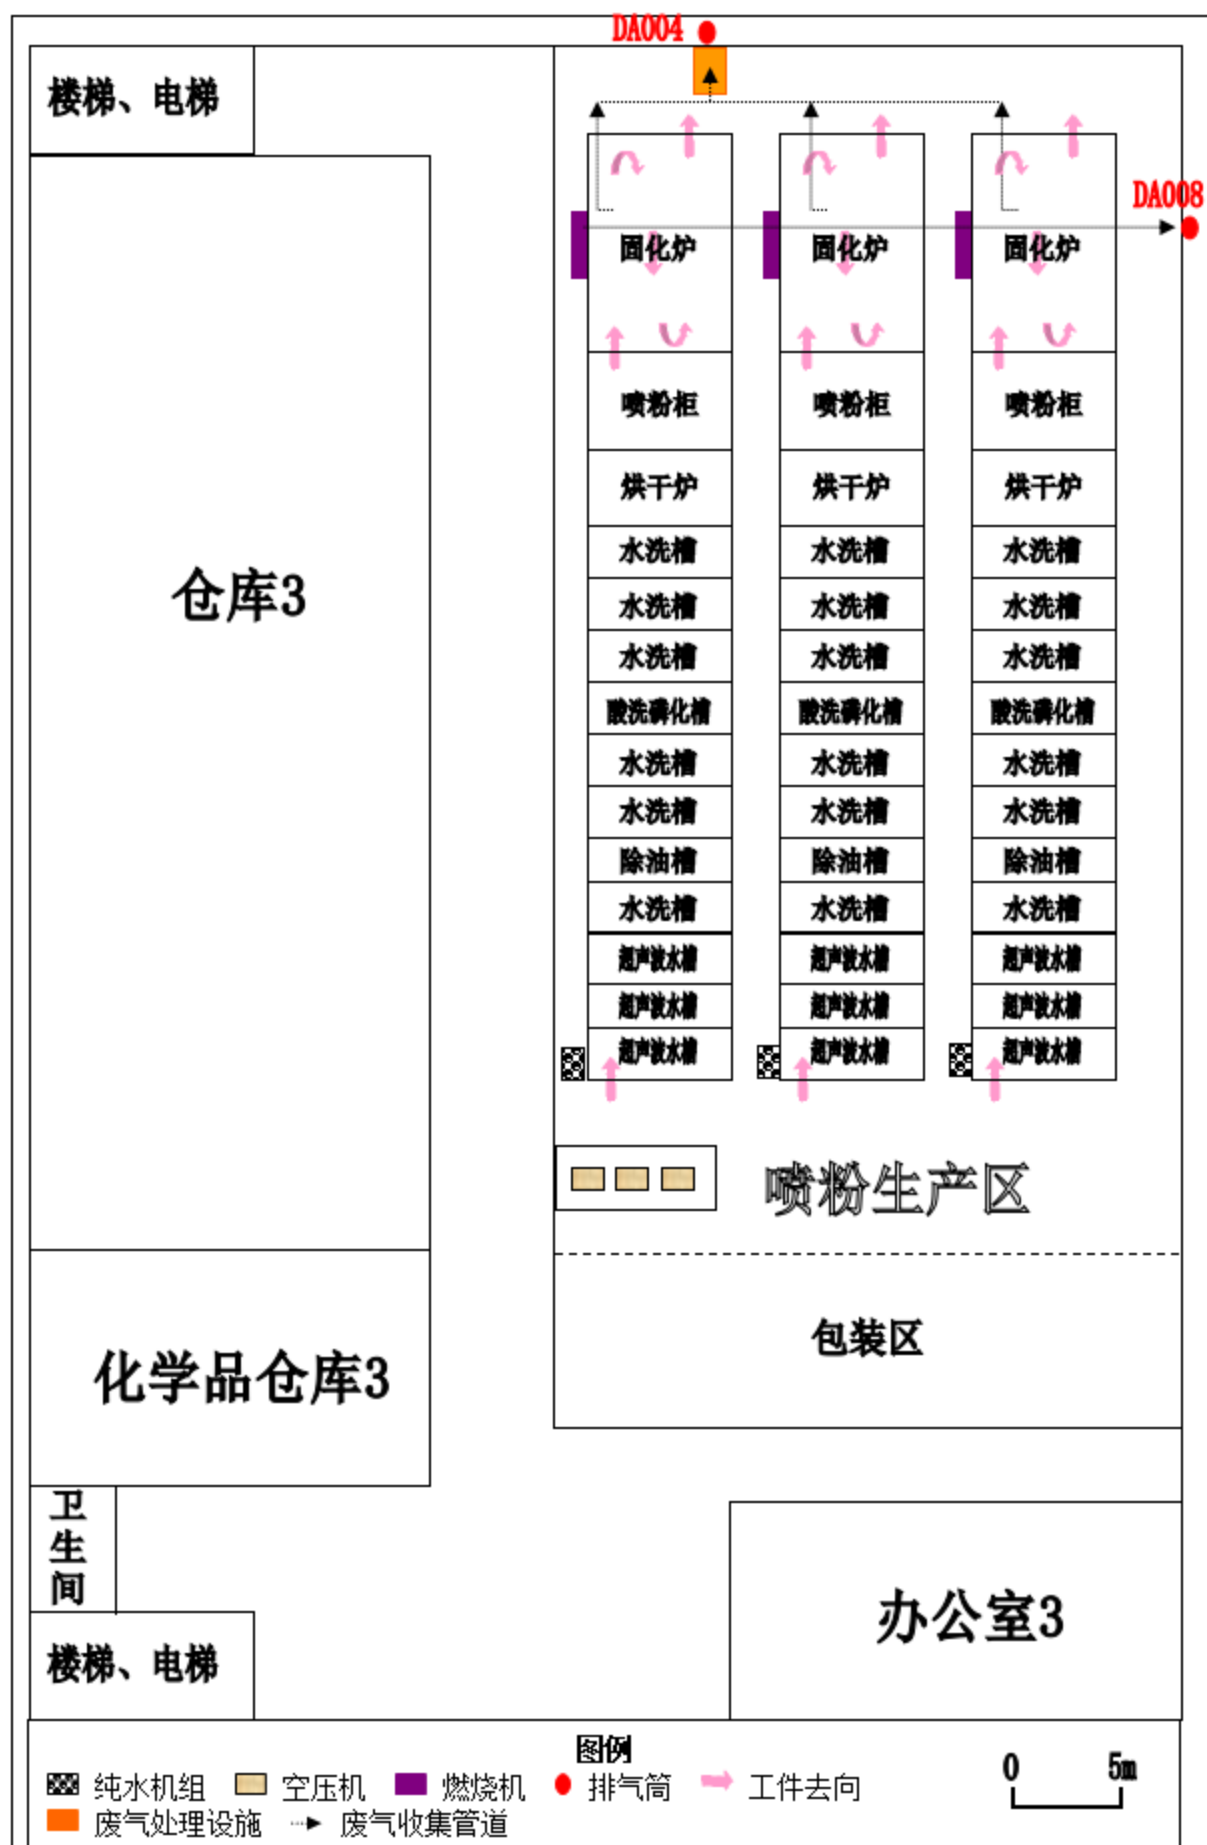 DA004
楼梯、电梯
DA008
固化炉 固化炉 固化炉
喷粉柜 喷粉柜 喷粉柜
烘干炉 烘干炉 烘干炉
水洗槽 水洗槽 水洗槽
仓库3
水洗槽 水洗槽 水洗槽
水洗槽 水洗槽 水洗槽
酸洗磷化槽 酸洗磷化槽 酸洗磷化槽
水洗槽 水洗槽 水洗槽
水洗槽 水洗槽 水洗槽
除油槽 除油槽 除油槽
水洗槽 水洗槽 水洗槽
超声波水槽 超声波水槽 超声波水槽
超声波水槽 超声波水槽 超声波水槽
超声波水槽 超声波水槽 超声波水槽
喷粉生产区
包装区
化学品仓库3
卫生间
办公室3
楼梯、电梯
图例
纯水机组 空压机 燃烧机 排气筒 工件去向
废气处理设施 废气收集管道
0 5m